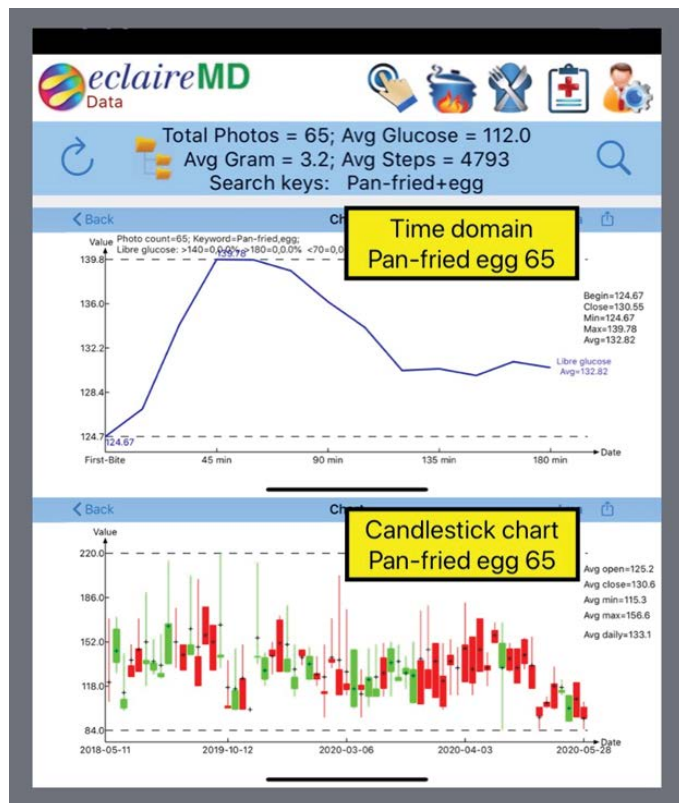 eclaireMD
Data
Total Photos = 65; Avg Glucose = 112.0
Avg Gram = 3.2; Avg Steps = 4793
Search keys: Pan-fried+egg
Back
Time domain
Pan-fried egg 65
Value
Photo count=65; Keyword=Pan-fried,egg;
Libre glucose: >140=0,0.0% >180=0,0.0% <70=0,0
139.8
139.78
136.0
132.2
128.4
124.7
124.67
Begin=124.67
Close=130.55
Min=124.67
Max=139.78
Avg=132.82
Libre glucose
Avg=132.82
First-Bite
45 min
90 min
135 min
180 min
Date
Back
Candlestick chart
Pan-fried egg 65
Value
220.0
186.0
152.0
118.0
84.0
Avg open=125.2
Avg close=130.6
Avg min=115.3
Avg max=156.6
Avg daily=133.1
2018-05-11
2019-10-12
2020-03-06
2020-04-03
2020-05-28
Date